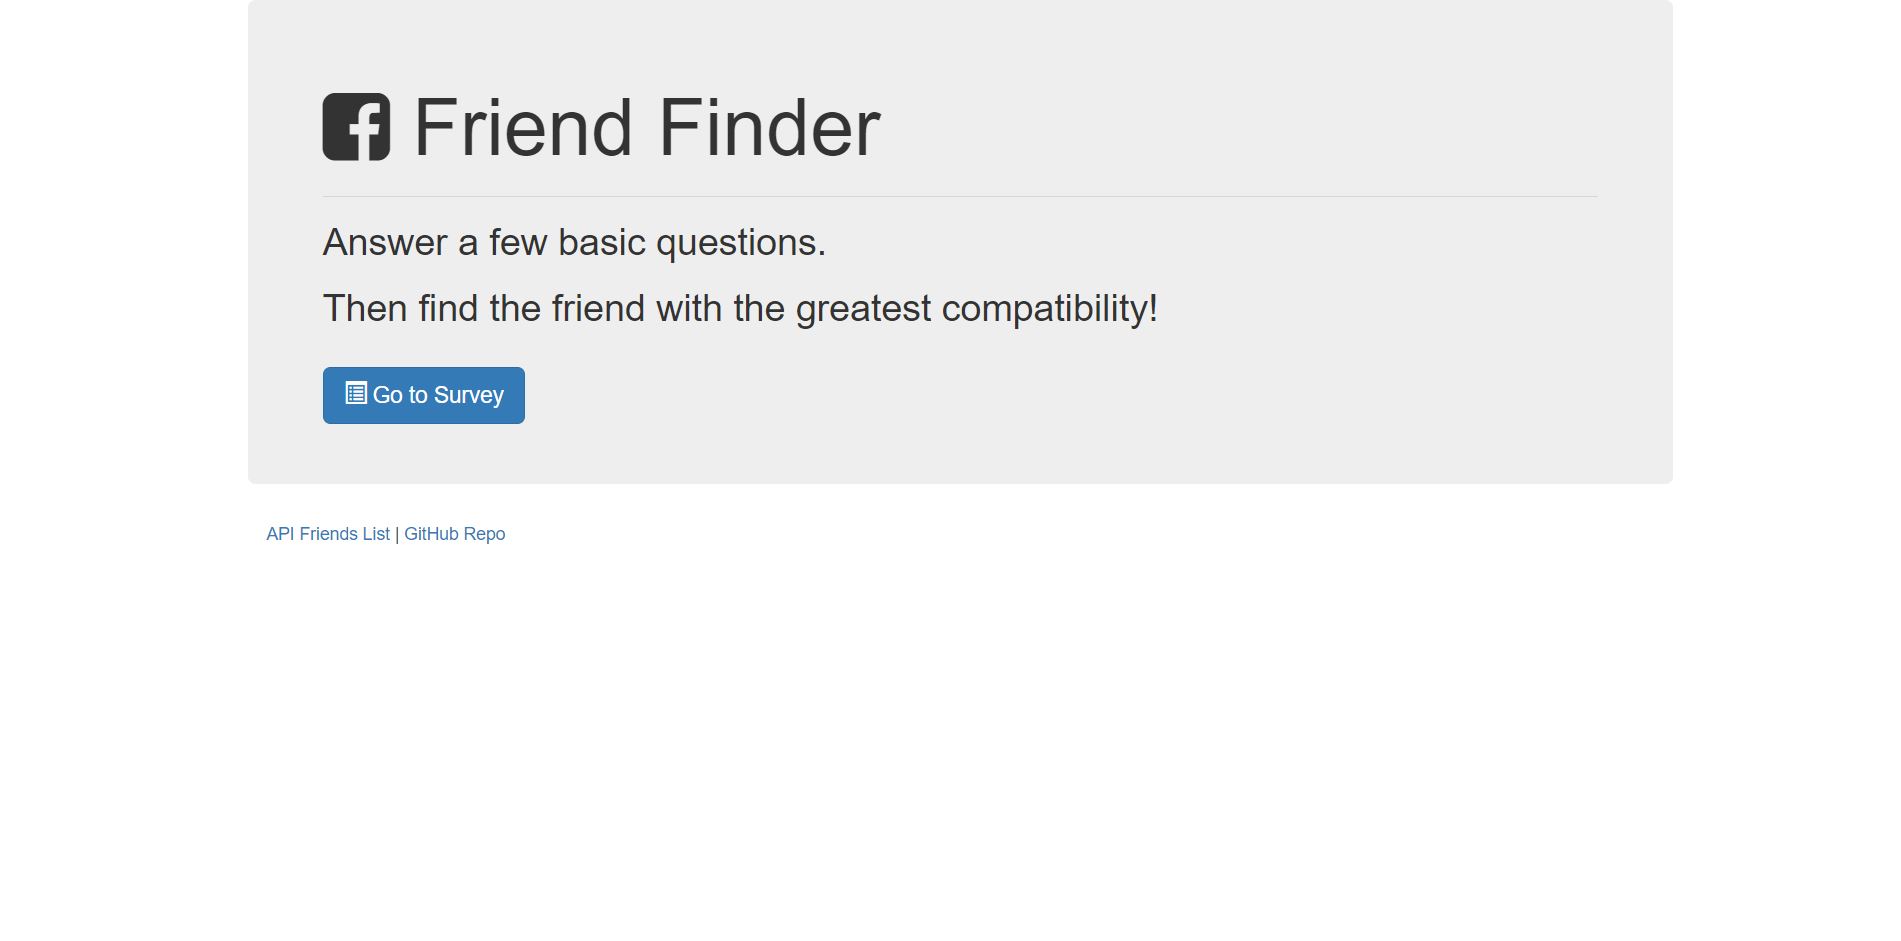 Friend Finder
Answer a few basic questions.
Then find the friend with the greatest compatibility!
Go to Survey
API Friends List | GitHub Repo